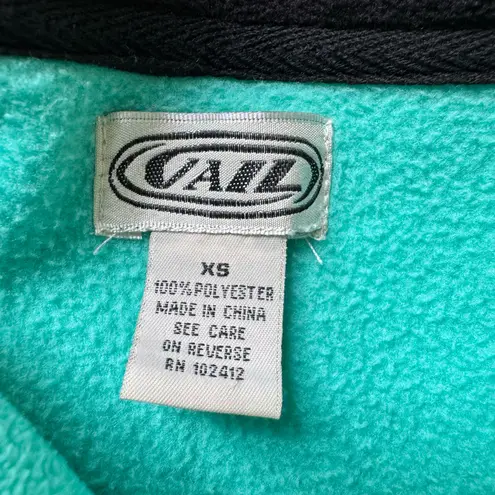 VAIL
XS
100% POLYESTER
MADE IN CHINA
SEE CARE
ON REVERSE
RN 102412